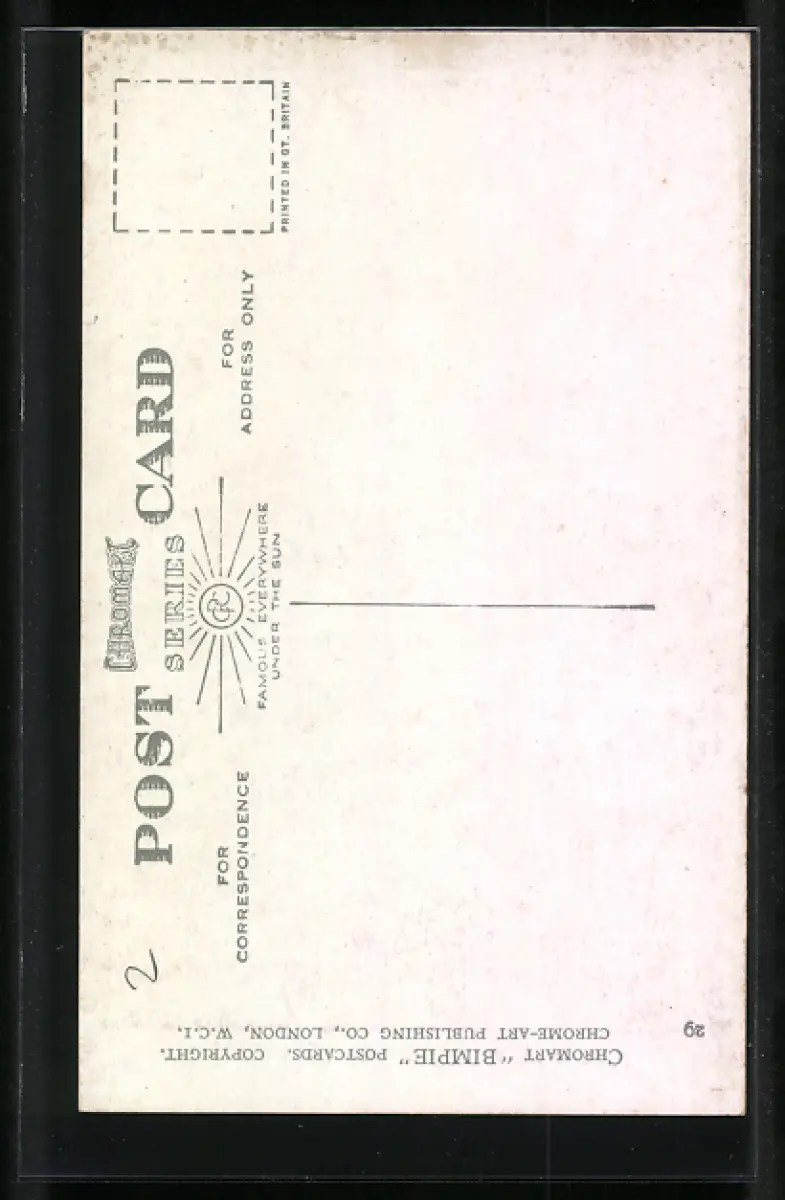 CHROMART
POST CARD
SERIES
PRINTED IN GT. BRITAIN
CPC
FAMOUS EVERYWHERE
UNDER THE SUN
FOR
CORRESPONDENCE
FOR
ADDRESS ONLY
2
CHROMART "BIMPIE" POSTCARDS. COPYRIGHT.
CHROME-ART PUBLISHING CO., LONDON, W.C.1.
29